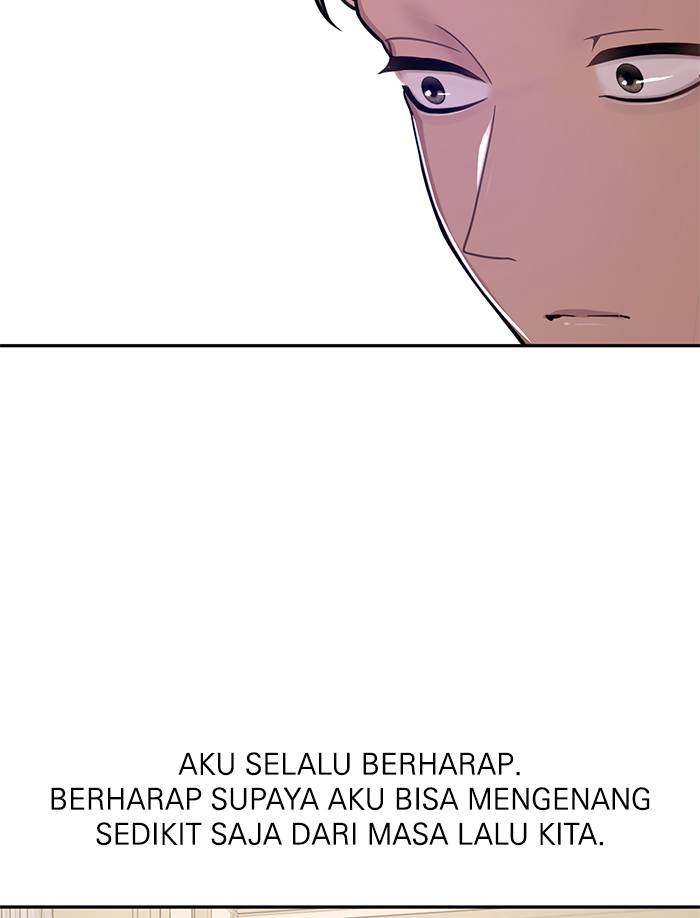 AKU SELALU BERHARAP.
BERHARAP SUPAYA AKU BISA MENGENANG
SEDIKIT SAJA DARI MASA LALU KITA.